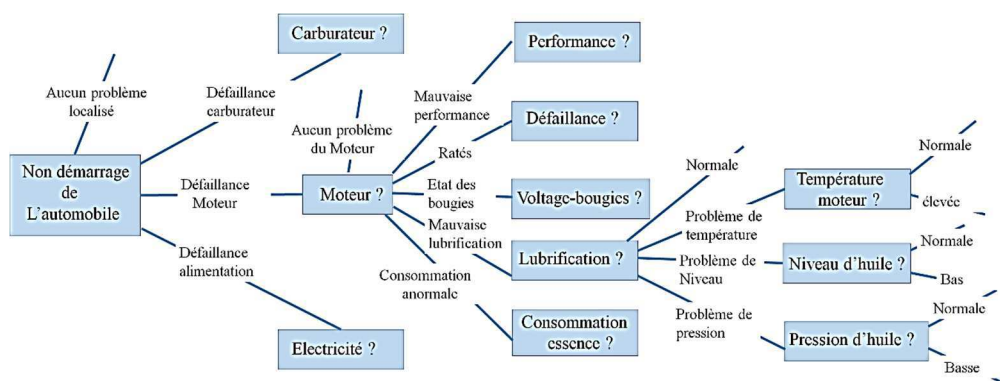 Carburateur ?
Performance ?
Aucun problème
localisé
Défaillance
carburateur
Mauvaise
performance
Aucun problème
du Moteur
Défaillance ?
Ratés
Normale
Normale
Non démarrage
de
L'automobile
Défaillance
Moteur
Moteur ?
Etat des
bougies
Voltage-bougies ?
Température
moteur ?
élevée
Mauvaise
lubrification
Problème de
température
Défaillance
alimentation
Lubrification ?
Problème de
Niveau
Niveau d'huile ?
Normale
Bas
Consommation
anormale
Consommation
essence ?
Problème de
pression
Normale
Electricité ?
Pression d'huile ?
Basse